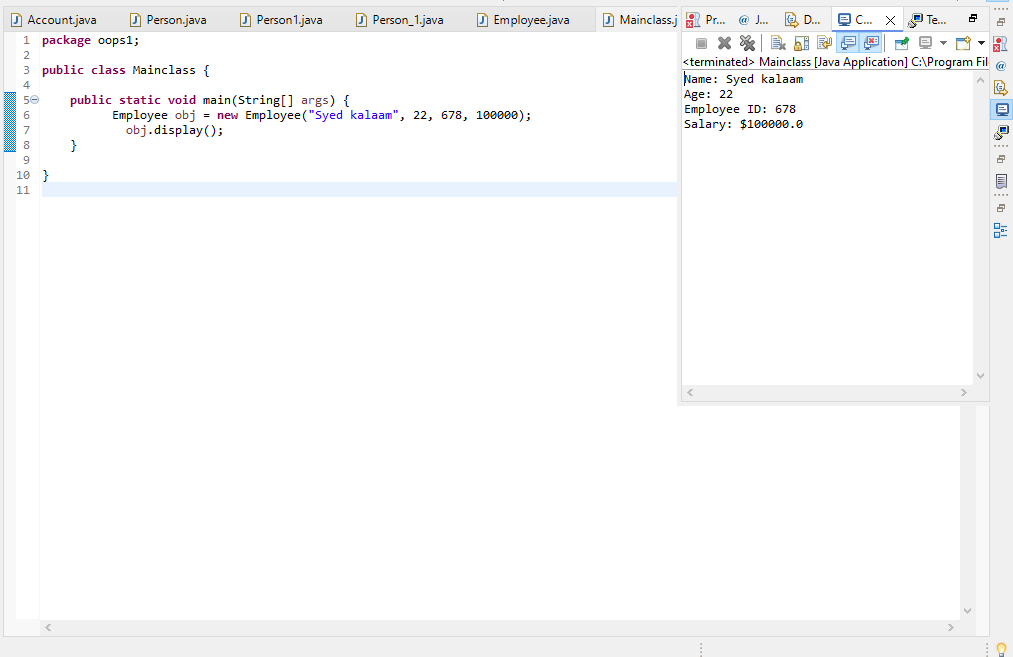 Account.java Person.java Person1.java Person_1.java Employee.java Mainclass.j
1 package oops1;
2
3 public class Mainclass {
4
5 public static void main(String[] args) {
6 Employee obj = new Employee("Syed kalaam", 22, 678, 100000);
7 obj.display();
8 }
9
10 }
11
Pr... @ J... D... C... Te...
<terminated> Mainclass [Java Application] C:\Program Fil
Name: Syed kalaam
Age: 22
Employee ID: 678
Salary: $100000.0